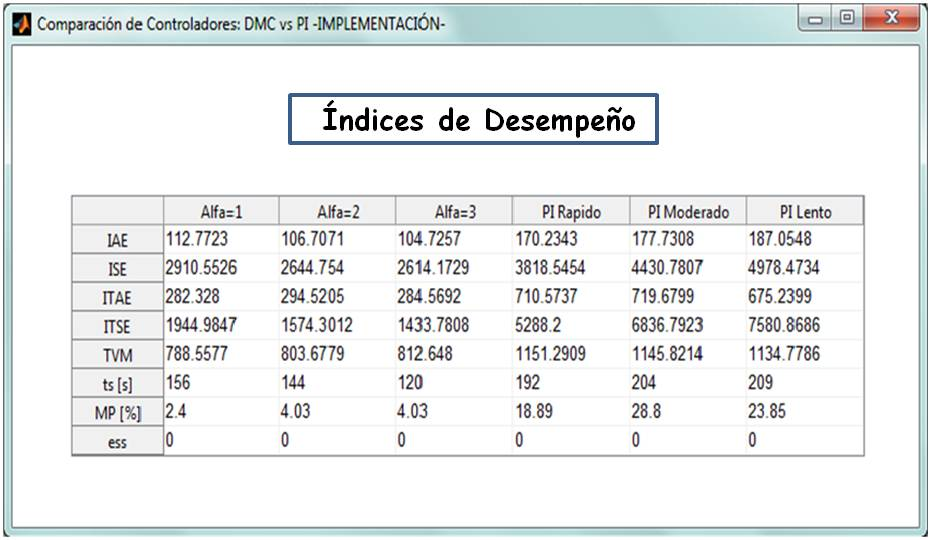 Comparación de Controladores: DMC vs PI -IMPLEMENTACIÓN-
Índices de Desempeño
Alfa=1 Alfa=2 Alfa=3 PI Rapido PI Moderado PI Lento
IAE 112.7723 106.7071 104.7257 170.2343 177.7308 187.0548
ISE 2910.5526 2644.754 2614.1729 3818.5454 4430.7807 4978.4734
ITAE 282.328 294.5205 284.5692 710.5737 719.6799 675.2399
ITSE 1944.9847 1574.3012 1433.7808 5288.2 6836.7923 7580.8686
TVM 788.5577 803.6779 812.648 1151.2909 1145.8214 1134.7786
ts [s] 156 144 120 192 204 209
MP [%] 2.4 4.03 4.03 18.89 28.8 23.85
ess 0 0 0 0 0 0